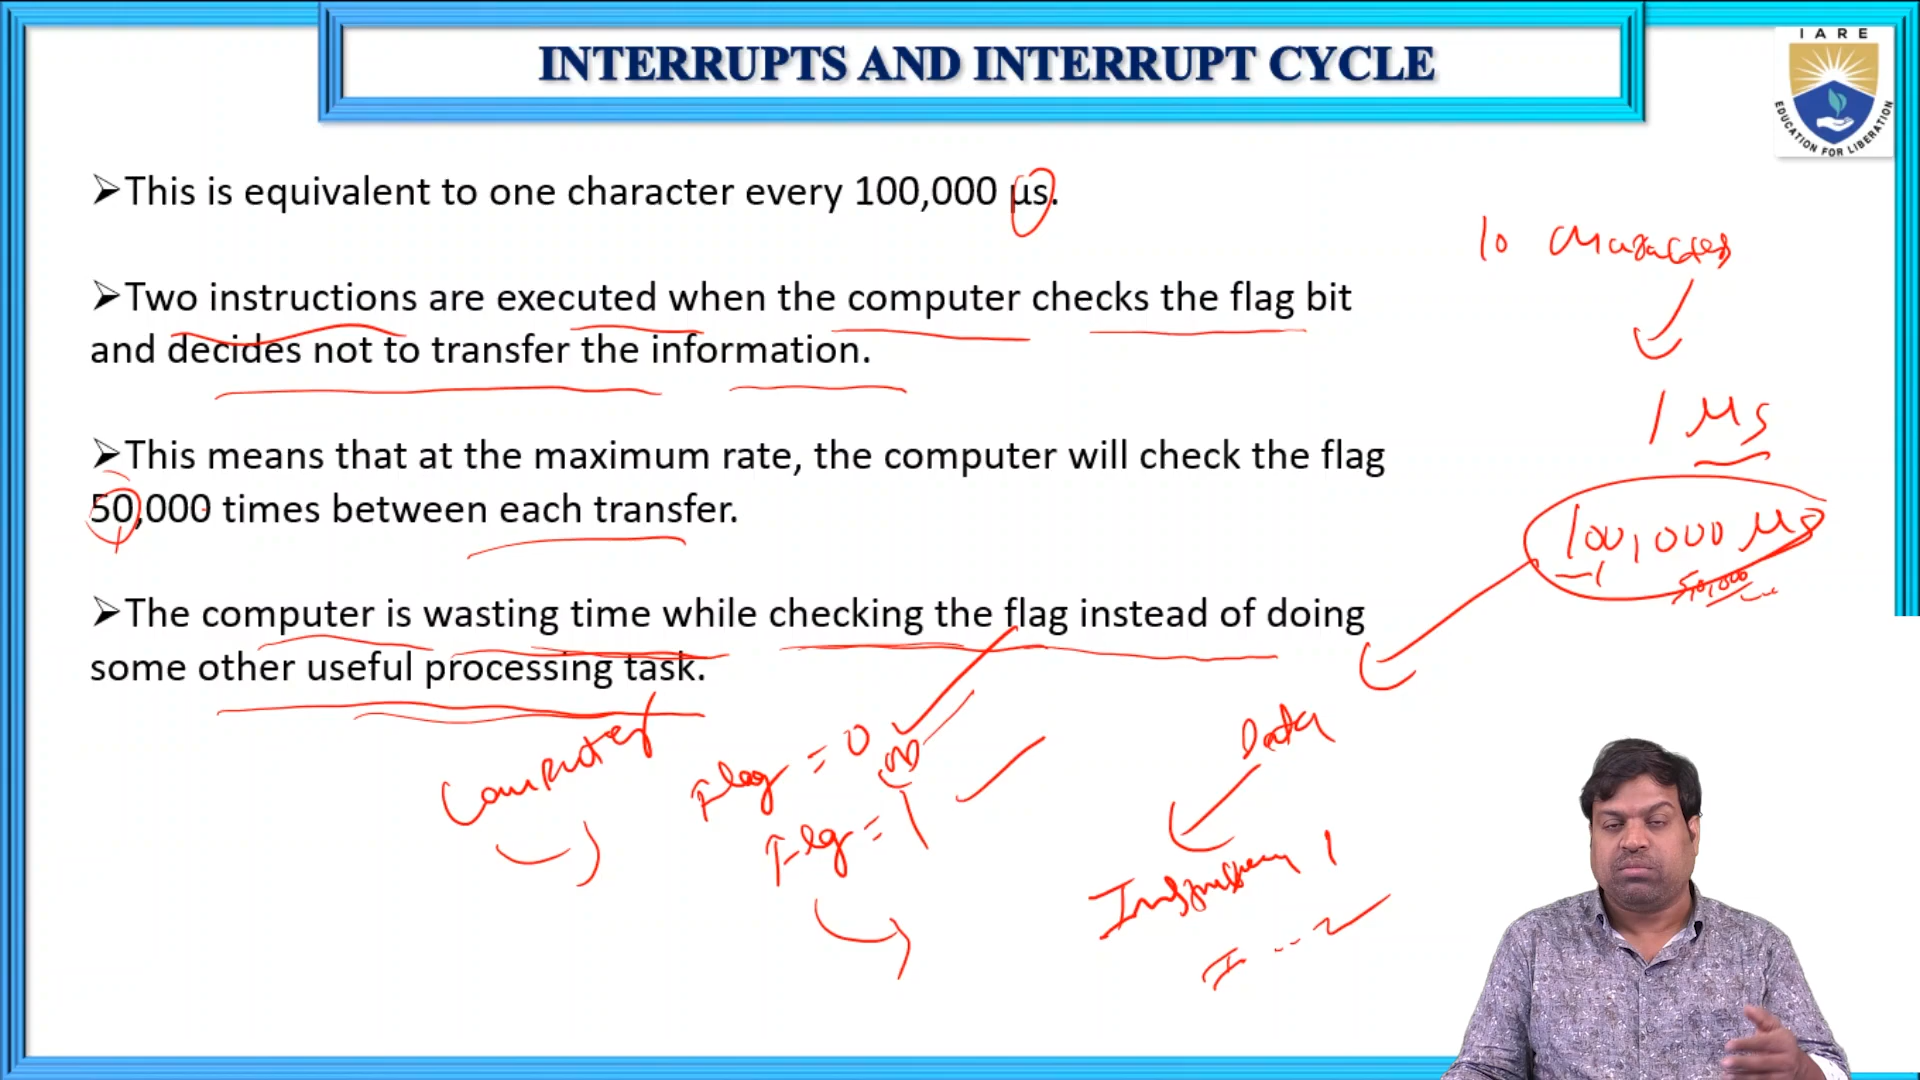 INTERRUPTS AND INTERRUPT CYCLE
I A R E
EDUCATION FOR LIBERATION
➢This is equivalent to one character every 100,000 µs.
➢Two instructions are executed when the computer checks the flag bit
and decides not to transfer the information.
➢This means that at the maximum rate, the computer will check the flag
50,000 times between each transfer.
➢The computer is wasting time while checking the flag instead of doing
some other useful processing task.
10 characters
1 µs
100,000 µs
50,000
Data
Computer
Flag = 0
Flg = 1
I ... 2